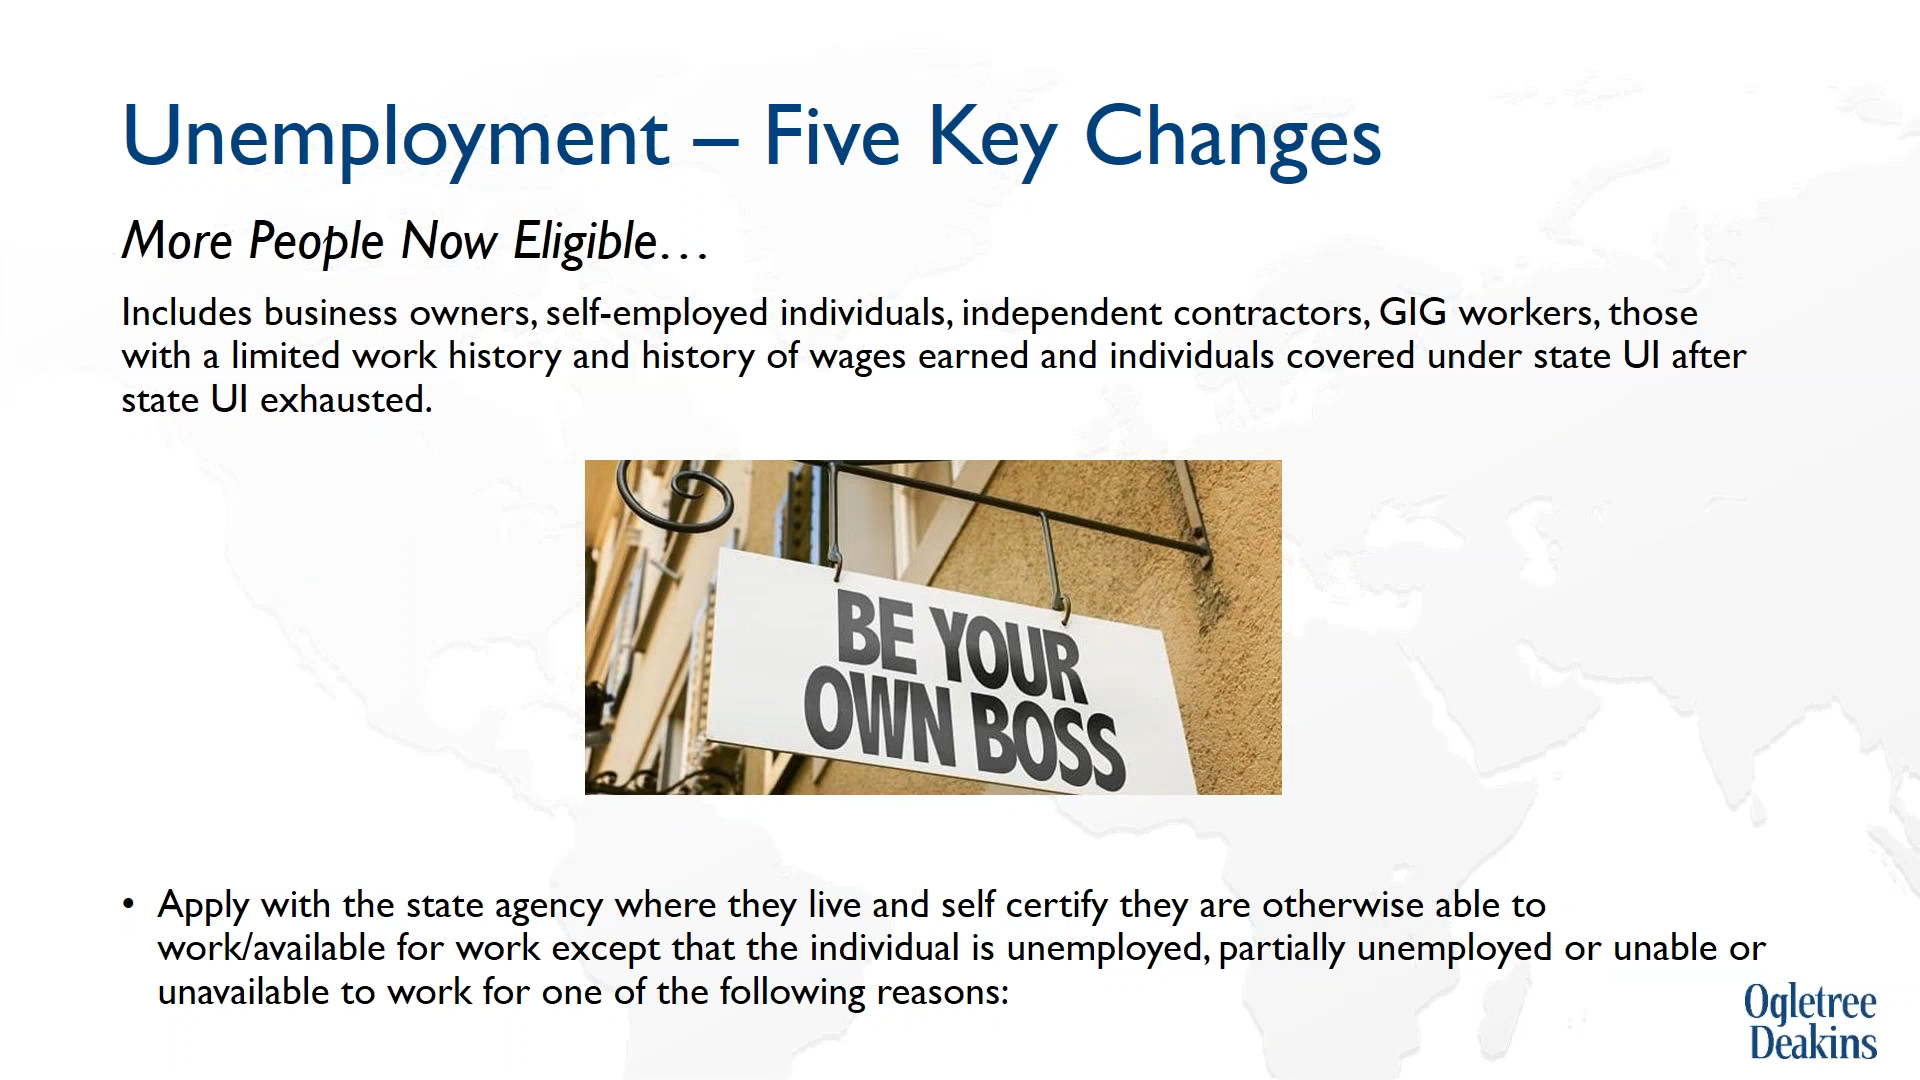 Unemployment – Five Key Changes
More People Now Eligible…
Includes business owners, self-employed individuals, independent contractors, GIG workers, those
with a limited work history and history of wages earned and individuals covered under state UI after
state UI exhausted.
BE YOUR
OWN BOSS
• Apply with the state agency where they live and self certify they are otherwise able to
work/available for work except that the individual is unemployed, partially unemployed or unable or
unavailable to work for one of the following reasons:
Ogletree
Deakins